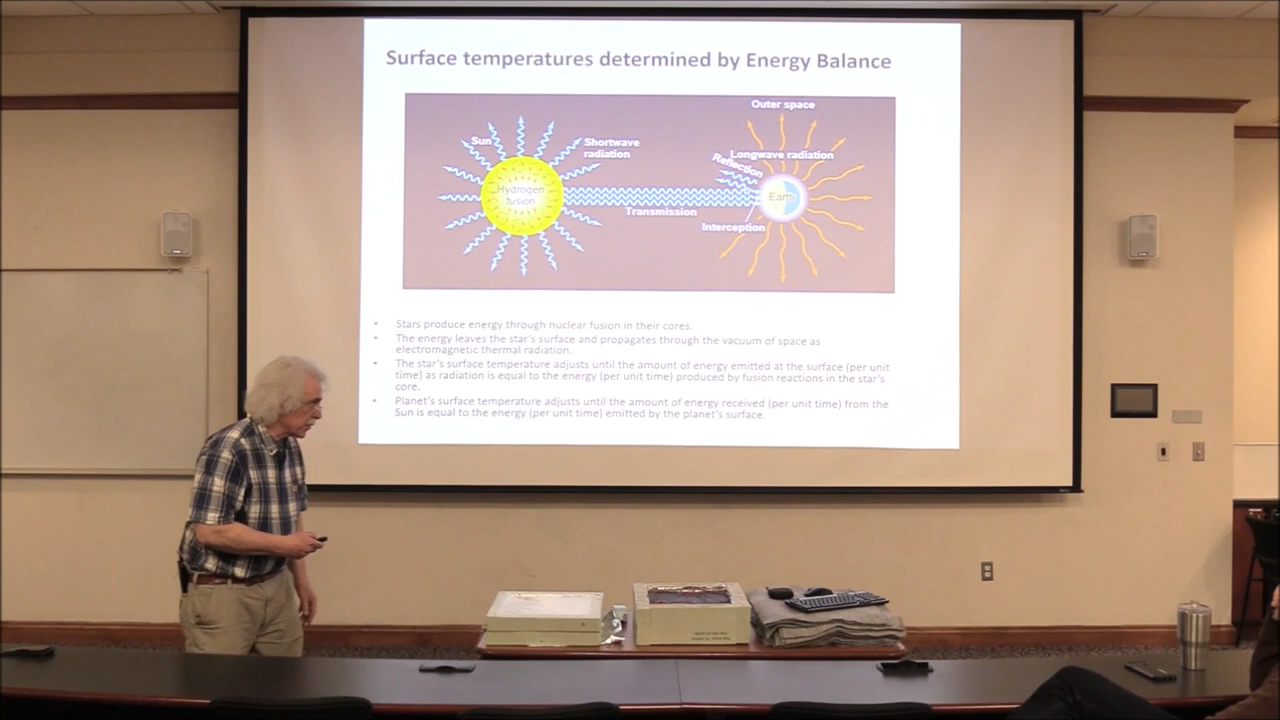 Surface temperatures determined by Energy Balance
Outer space
Sun
Shortwave
radiation
Longwave radiation
Reflection
Hydrogen
fusion
Earth
Transmission
Interception
• Stars produce energy through nuclear fusion in their cores.
• The energy leaves the star's surface and propagates through the vacuum of space as
electromagnetic thermal radiation.
• The star's surface temperature adjusts until the amount of energy emitted at the surface (per unit
time) as radiation is equal to the energy (per unit time) produced by fusion reactions in the star's
core.
• Planet's surface temperature adjusts until the amount of energy received (per unit time) from the
Sun is equal to the energy (per unit time) emitted by the planet's surface.